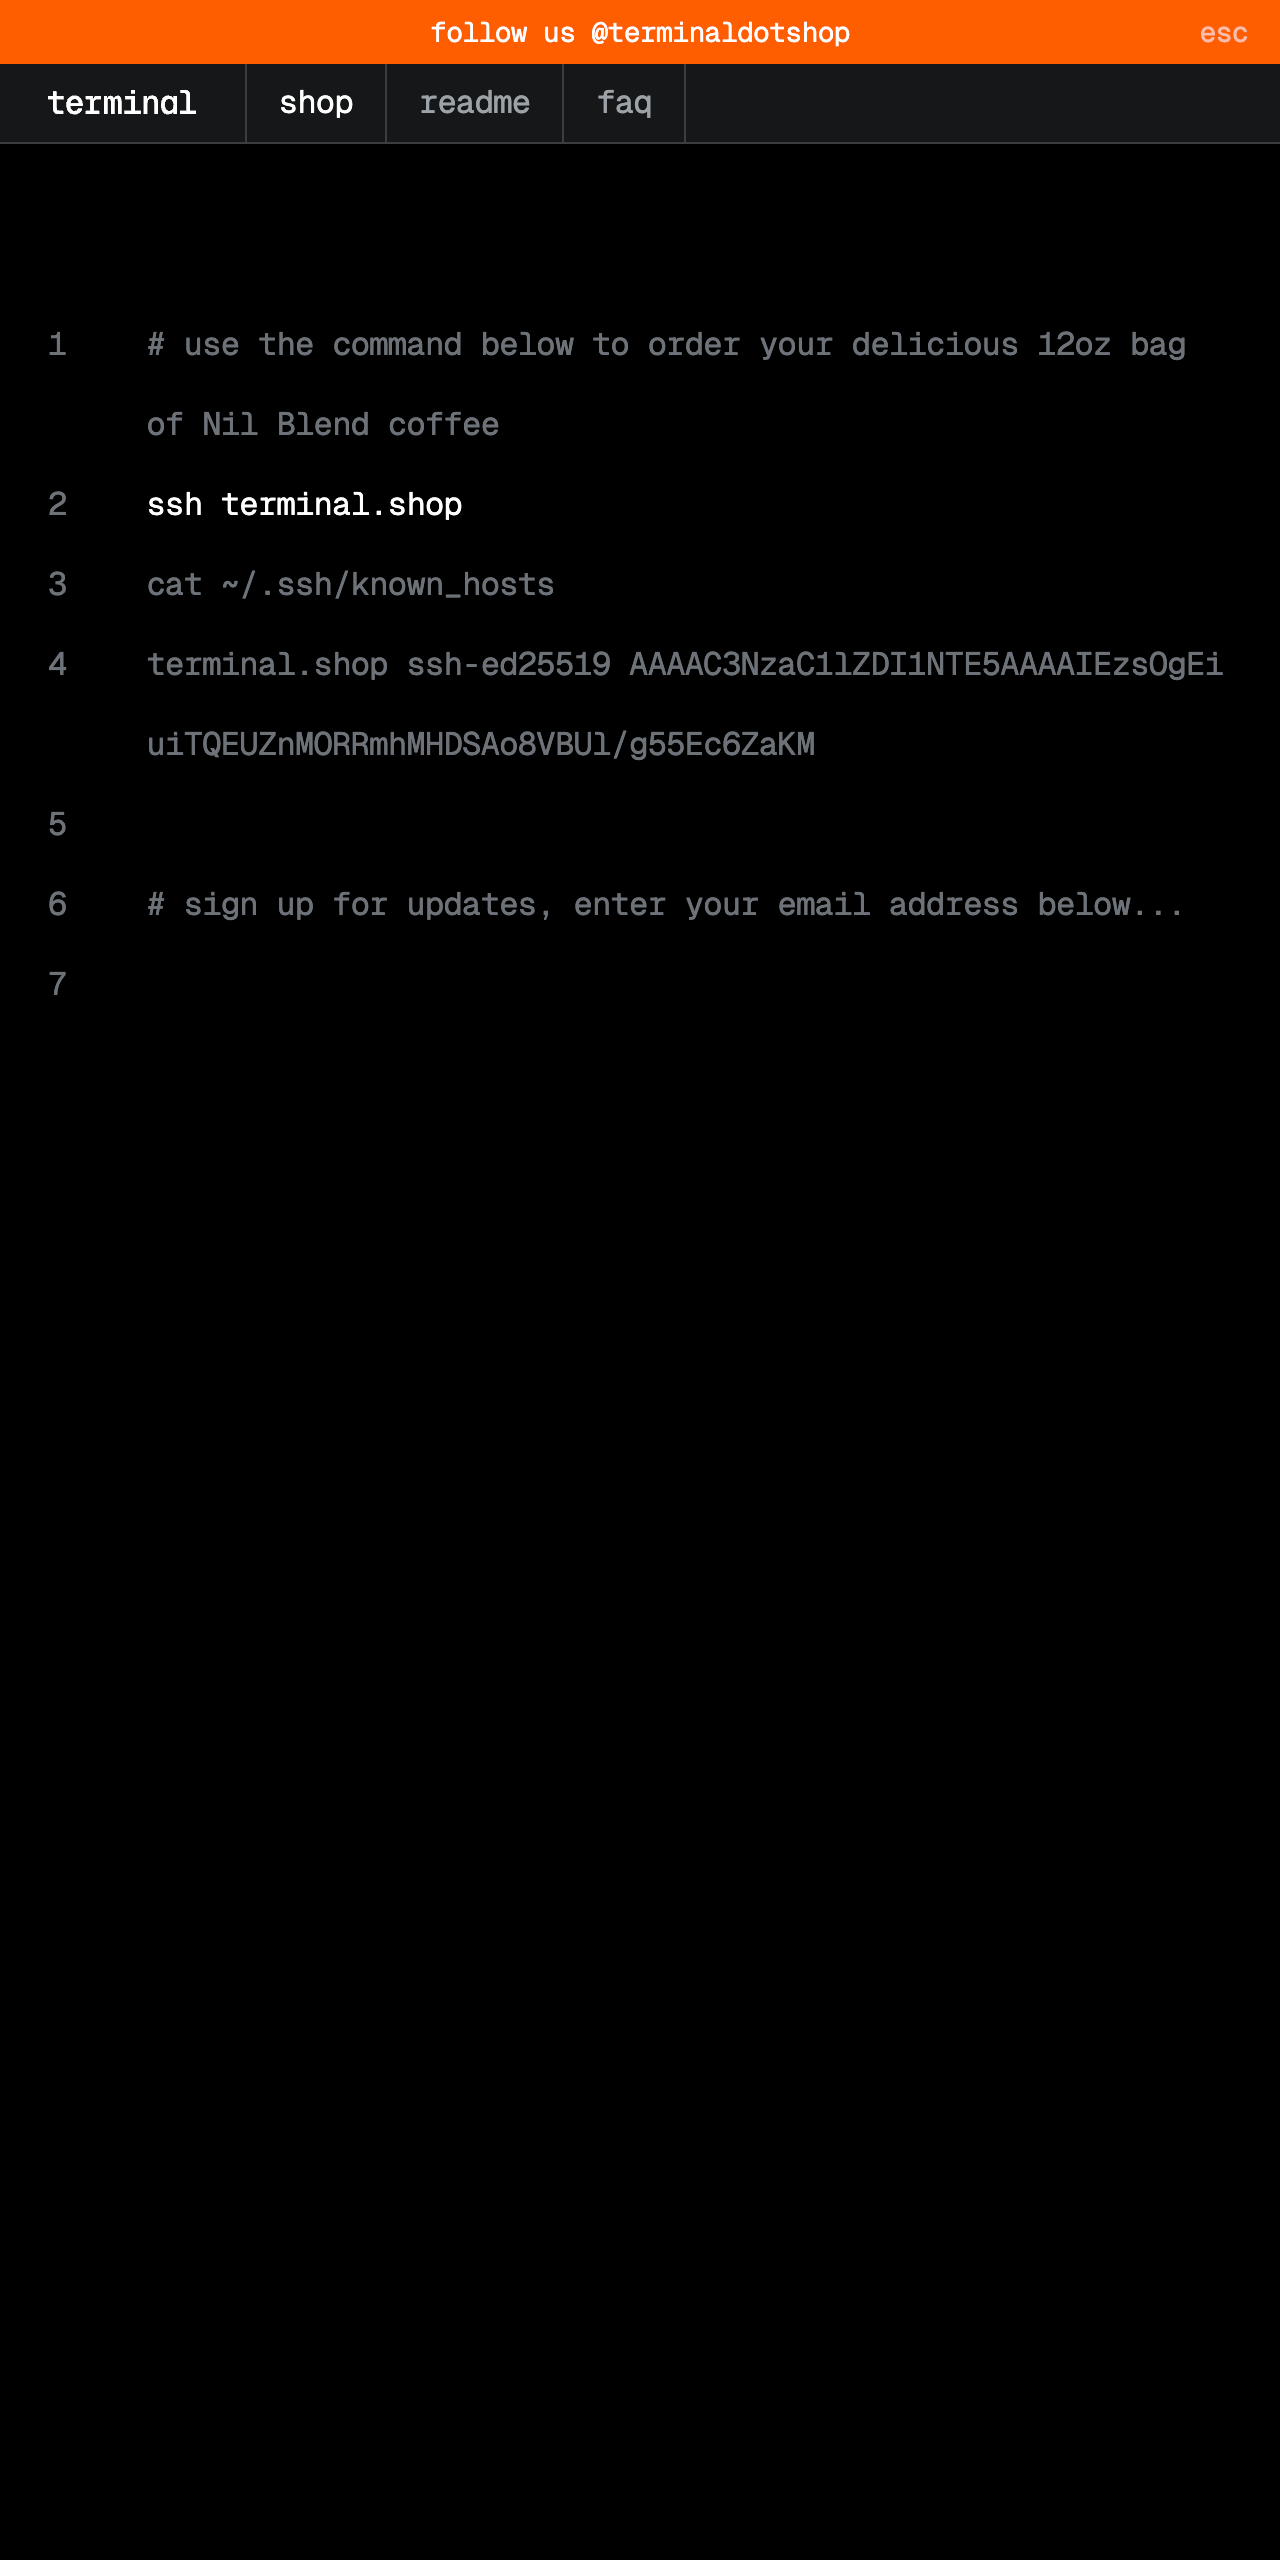 follow us @terminaldotshop esc
terminal shop readme faq
1 # use the command below to order your delicious 12oz bag
of Nil Blend coffee
2 ssh terminal.shop
3 cat ~/.ssh/known_hosts
4 terminal.shop ssh-ed25519 AAAAC3NzaC1lZDI1NTE5AAAAIEzsOgEi
uiTQEUZnMORRmhMHDSAo8VBUl/g55Ec6ZaKM
5
6 # sign up for updates, enter your email address below...
7